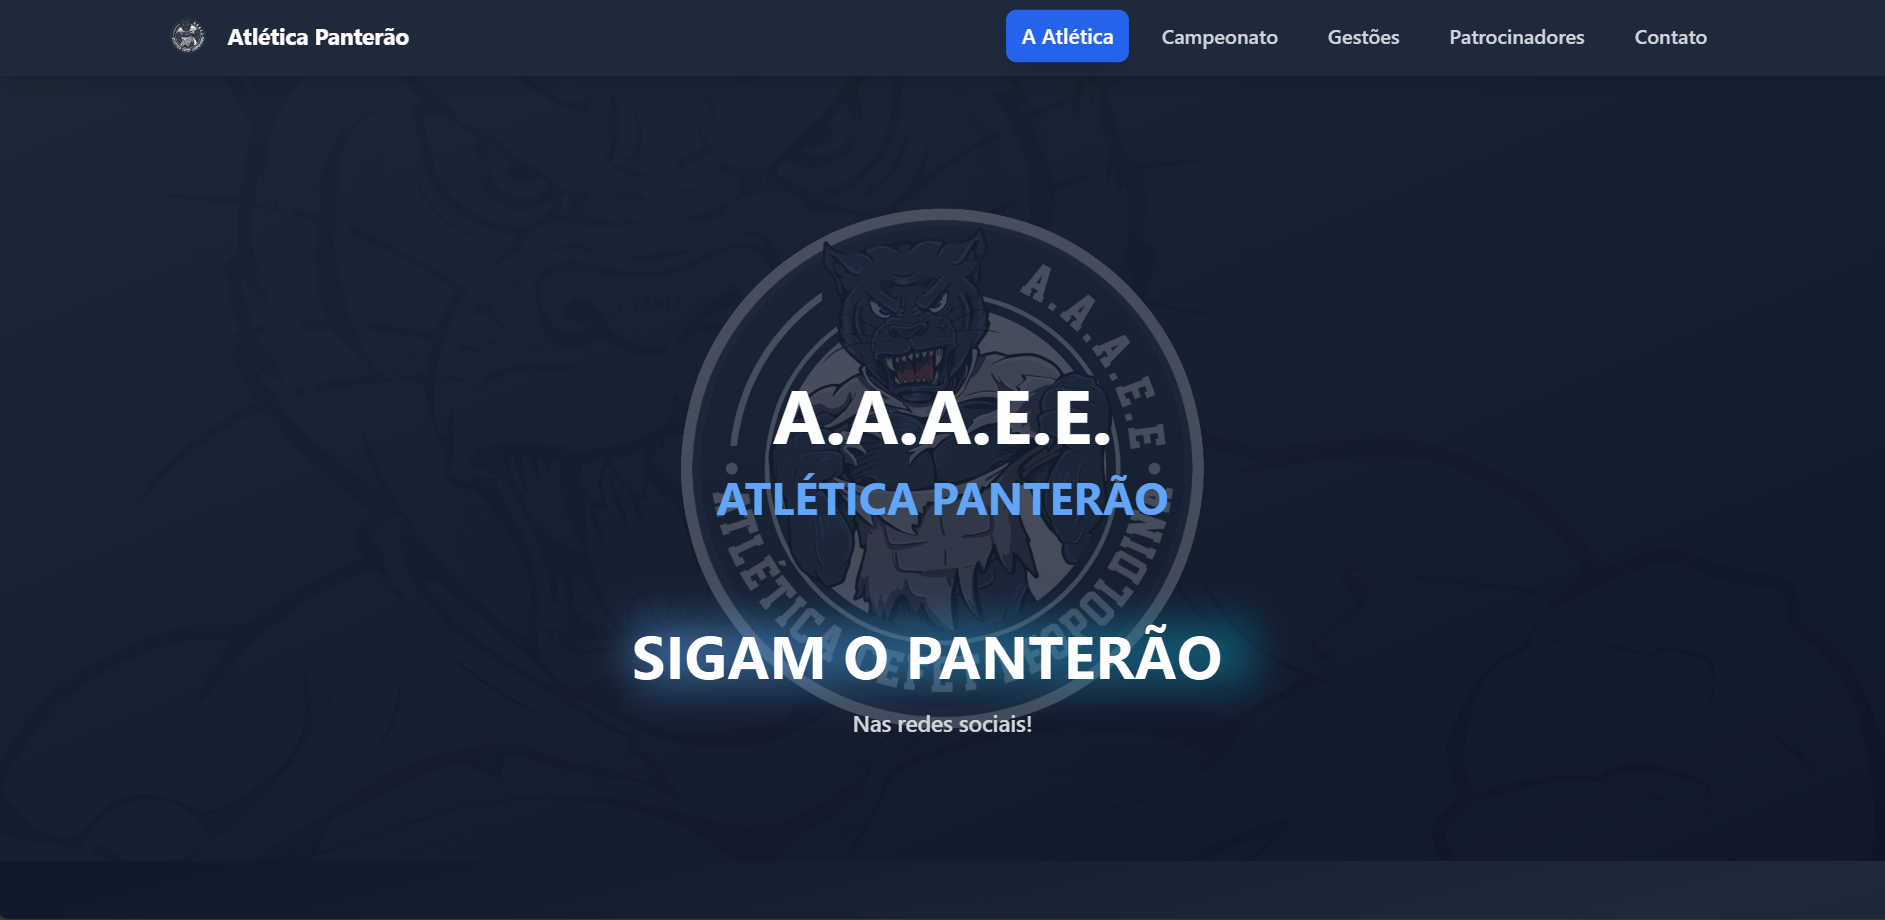 Atlética Panterão
A Atlética
Campeonato
Gestões
Patrocinadores
Contato
A.A.A.E.E
A.A.A.E.E.
ATLÉTICA PANTERÃO
SIGAM O PANTERÃO
Nas redes sociais!